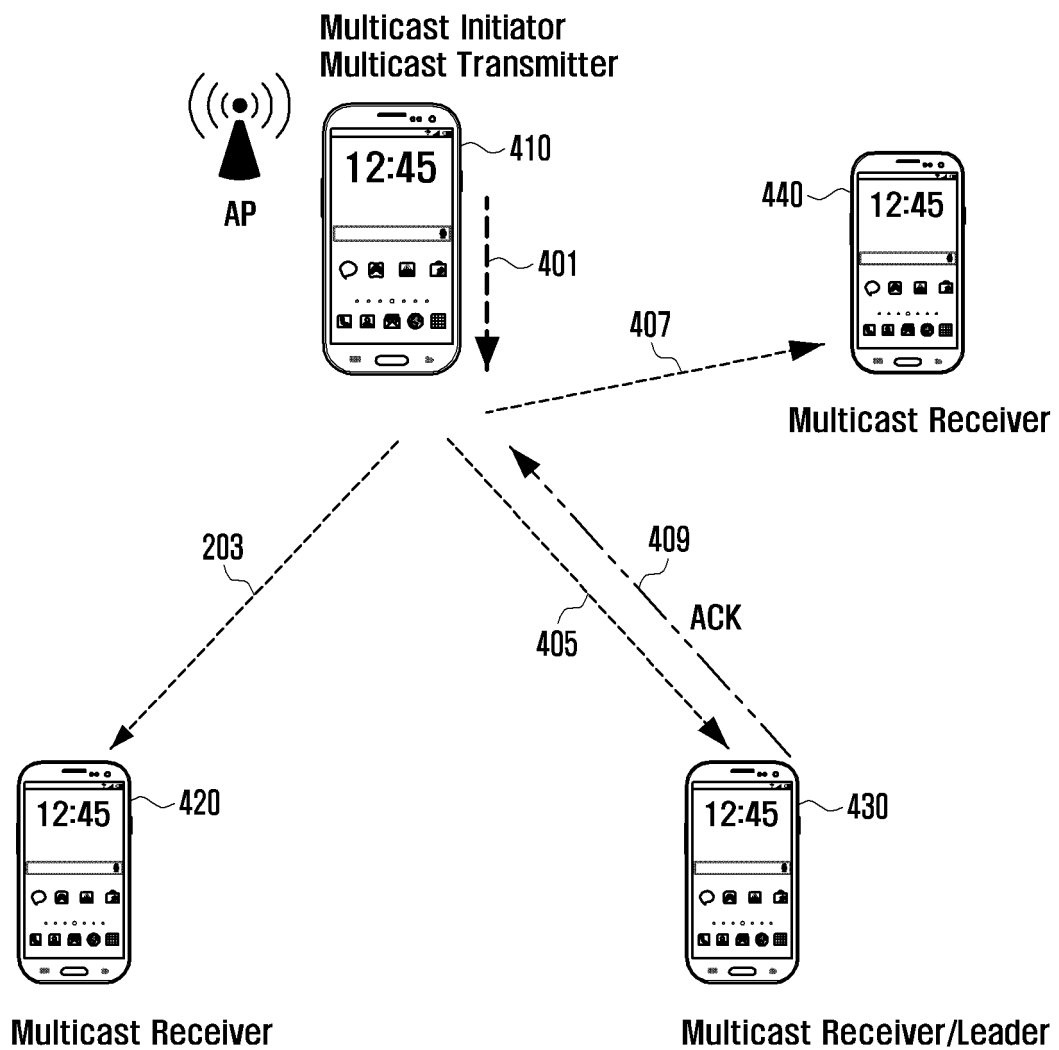 Multicast Initiator
Multicast Transmitter
AP
12:45
410
401
440
12:45
407
Multicast Receiver
203
405
409
ACK
12:45
420
Multicast Receiver
12:45
430
Multicast Receiver/Leader